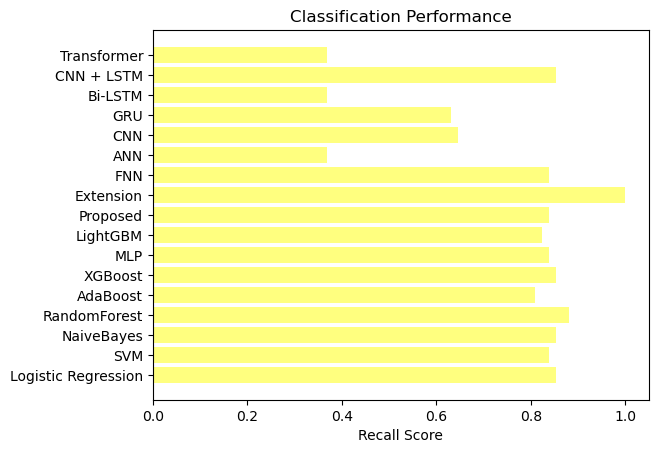 Classification Performance
Transformer
CNN + LSTM
Bi-LSTM
GRU
CNN
ANN
FNN
Extension
Proposed
LightGBM
MLP
XGBoost
AdaBoost
RandomForest
NaiveBayes
SVM
Logistic Regression
0.0 0.2 0.4 0.6 0.8 1.0
Recall Score